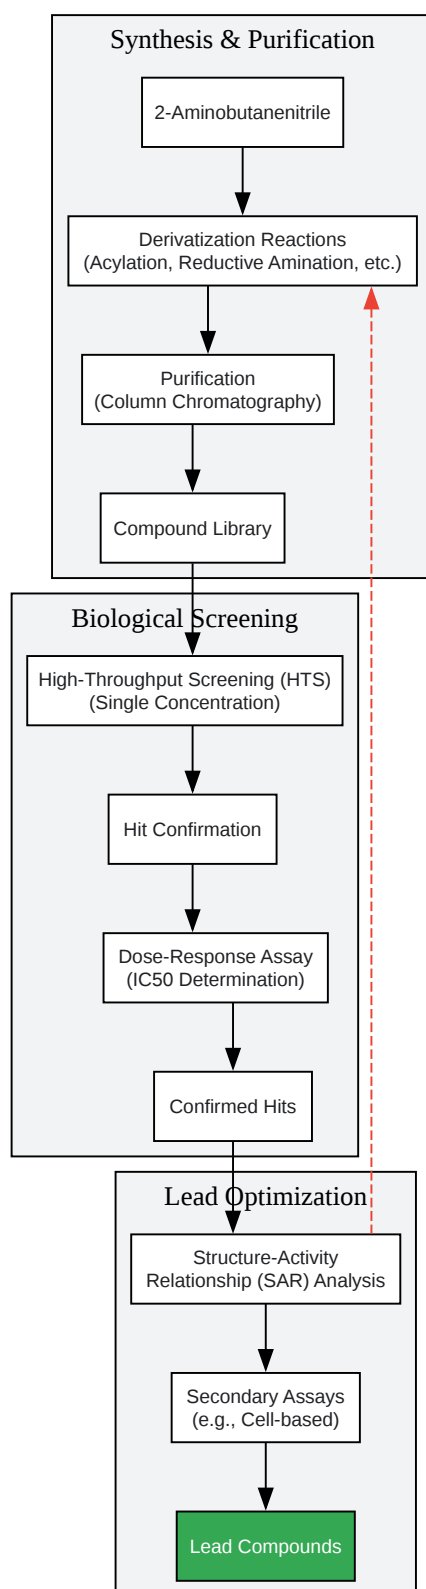 Synthesis & Purification
2-Aminobutanenitrile
Derivatization Reactions
(Acylation, Reductive Amination, etc.)
Purification
(Column Chromatography)
Compound Library
Biological Screening
High-Throughput Screening (HTS)
(Single Concentration)
Hit Confirmation
Dose-Response Assay
(IC50 Determination)
Confirmed Hits
Lead Optimization
Structure-Activity
Relationship (SAR) Analysis
Secondary Assays
(e.g., Cell-based)
Lead Compounds